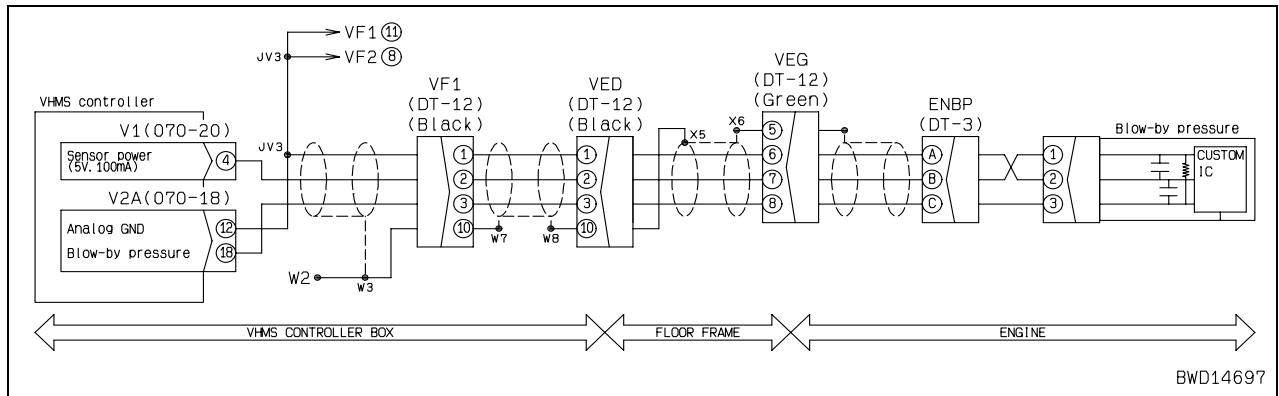 JV3
VF1 ⑪
VF2 ⑧
VHMS controller
V1(070-20)
Sensor power
(5V. 100mA)
④
JV3
V2A(070-18)
Analog GND
⑫
Blow-by pressure
⑱
W2
W3
VF1
(DT-12)
(Black)
①
②
③
⑩
W7
W8
VED
(DT-12)
(Black)
①
②
③
⑩
X5
X6
VEG
(DT-12)
(Green)
⑤
⑥
⑦
⑧
ENBP
(DT-3)
A
B
C
①
②
③
Blow-by pressure
CUSTOM
IC
VHMS CONTROLLER BOX
FLOOR FRAME
ENGINE
BWD14697